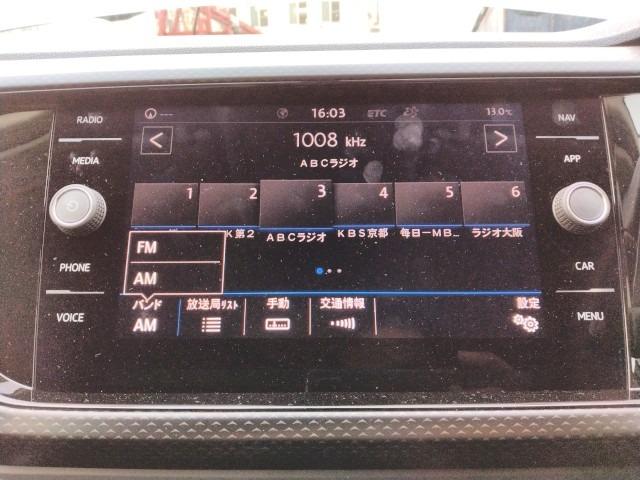 RADIO
MEDIA
PHONE
VOICE
---
16:03
ETC
13.0℃
<
1008 kHz
>
ABCラジオ
1
2
3
4
5
6
K第2
ABCラジオ
KBS京都
毎日ーMB...
ラジオ大阪
FM
AM
バンド
AM
放送局リスト
手動
交通情報
設定
NAV
APP
CAR
MENU